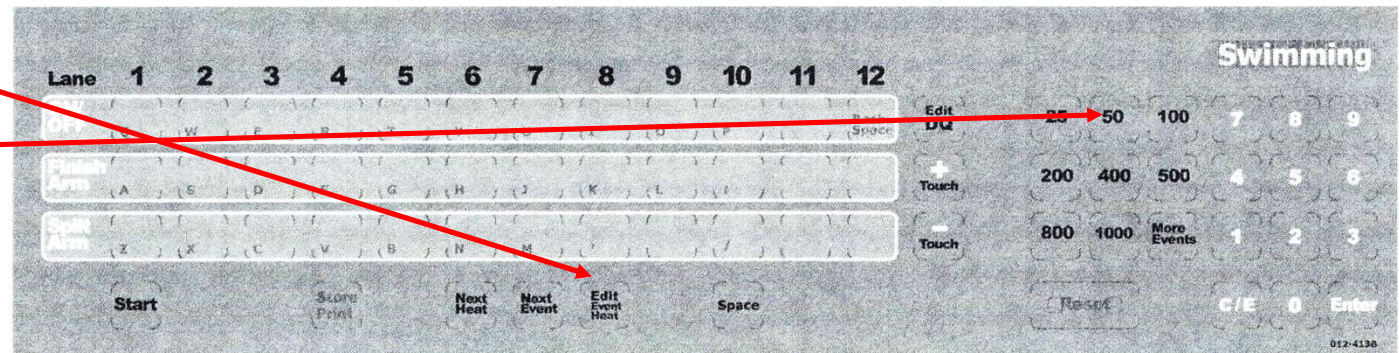 Swimming
Lane 1 2 3 4 5 6 7 8 9 10 11 12
Edit DQ 25 50 100 7 8 9
W R T O P Space
Finish Arm A S D F G H J K L
+ Touch 200 400 500 4 5 6
Split Arm Z X C V B N M , . /
- Touch 800 1000 More Events 1 2 3
Start Store Print Next Heat Next Event Edit Event Heat Space Reset C/E 0 Enter
012-4138